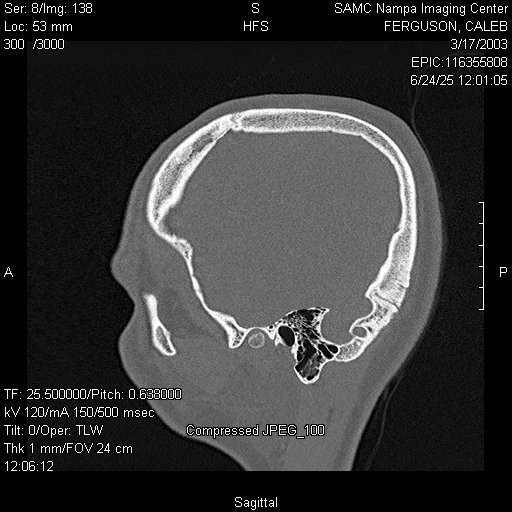 Ser: 8/Img: 138
Loc: 53 mm
300 /3000
S
HFS
SAMC Nampa Imaging Center
FERGUSON, CALEB
3/17/2003
EPIC:116355808
6/24/25 12:01:05
A
P
TF: 25.500000/Pitch: 0.638000
kV 120/mA 150/500 msec
Tilt: 0/Oper: TLW
Thk 1 mm/FOV 24 cm
12:06:12
Compressed JPEG_100
Sagittal